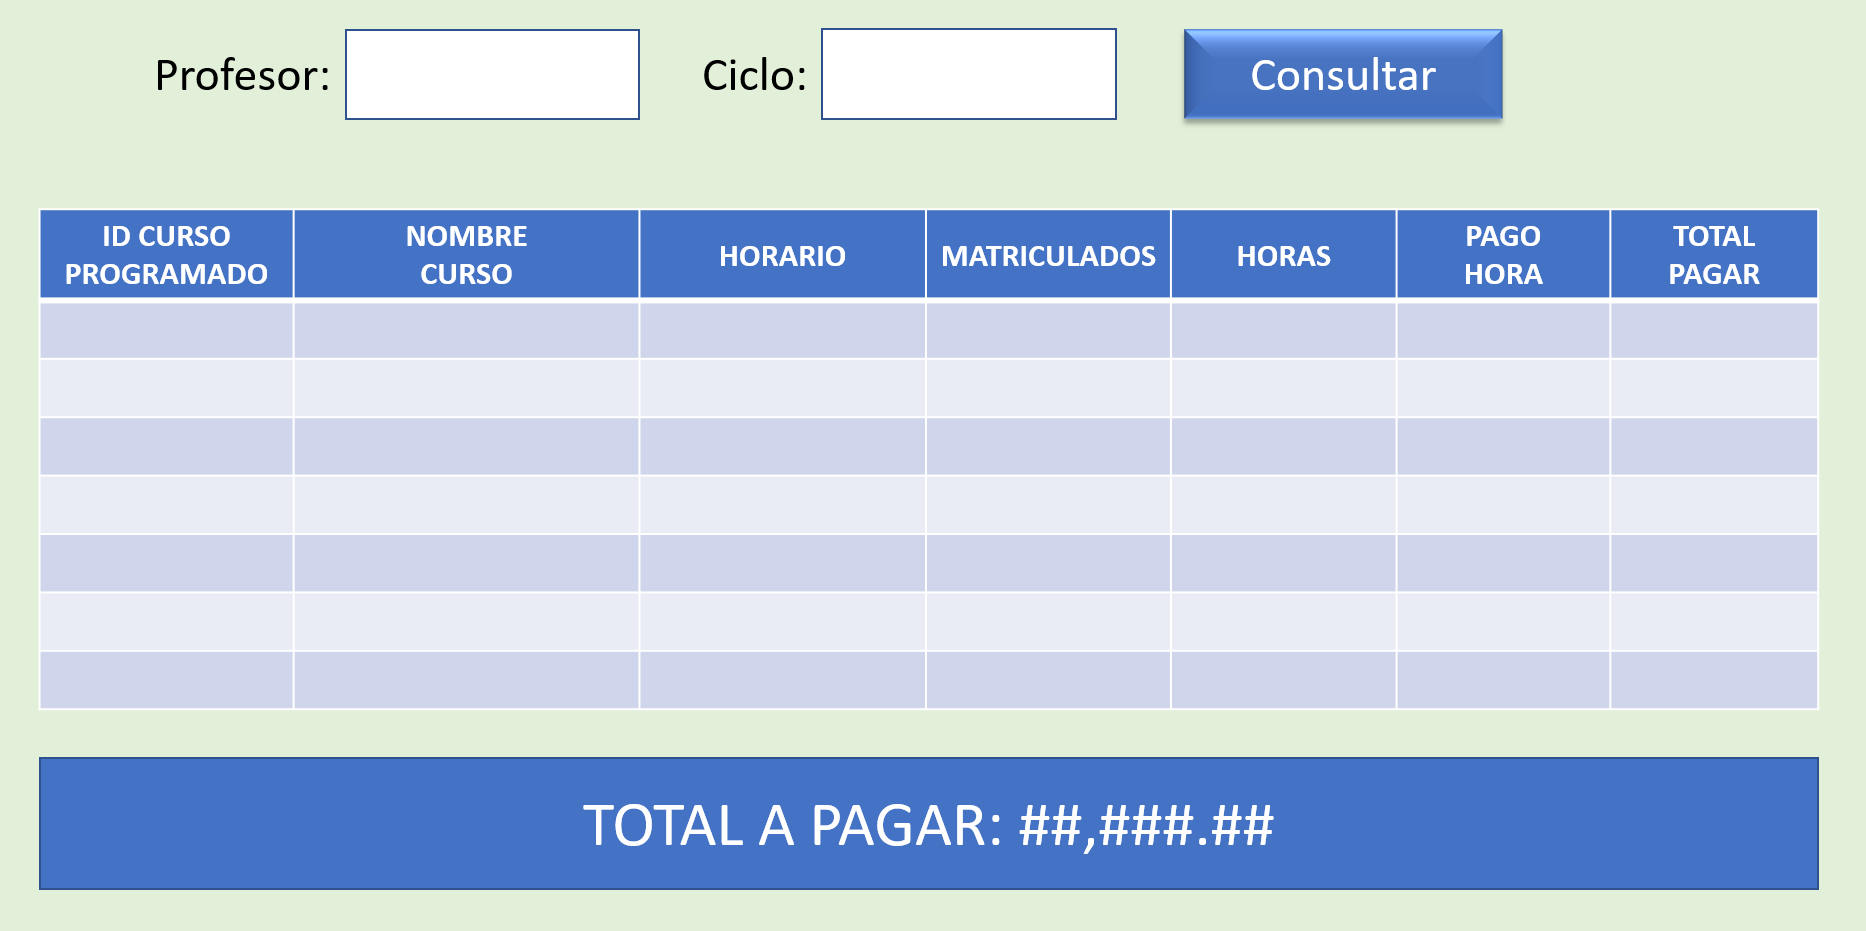 Profesor:
Ciclo:
Consultar
ID CURSO
PROGRAMADO
NOMBRE
CURSO
HORARIO
MATRICULADOS
HORAS
PAGO
HORA
TOTAL
PAGAR
TOTAL A PAGAR: ##,###.##